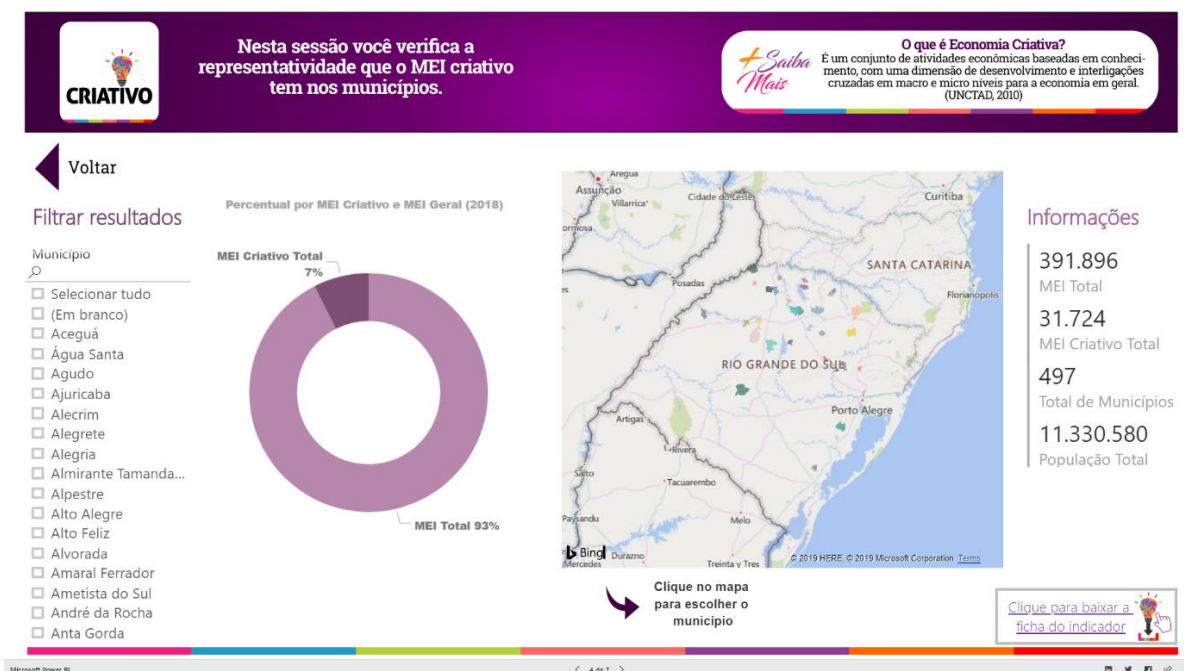 CRIATIVO
Nesta sessão você verifica a
representatividade que o MEI criativo
tem nos municípios.
+ Saiba
Mais
O que é Economia Criativa?
É um conjunto de atividades econômicas baseadas em conheci-
mento, com uma dimensão de desenvolvimento e interligações
cruzadas em macro e micro níveis para a economia em geral.
(UNCTAD, 2010)
Voltar
Filtrar resultados
Município
Selecionar tudo
(Em branco)
Aceguá
Água Santa
Agudo
Ajuricaba
Alecrim
Alegrete
Alegria
Almirante Tamanda...
Alpestre
Alto Alegre
Alto Feliz
Alvorada
Amaral Ferrador
Ametista do Sul
André da Rocha
Anta Gorda
Percentual por MEI Criativo e MEI Geral (2018)
MEI Criativo Total
7%
MEI Total 93%
Aregua
Assunção
Villarrica
Cidade do Leste
Curitiba
ormosa
SANTA CATARINA
Posadas
es
Florianópolis
RIO GRANDE DO SUL
Porto Alegre
Artigas
Rivera
Salto
Tacuarembo
Paysandu
Melo
Bing
Durazno
Mercedes
Treinta y Tres
© 2019 HERE, © 2019 Microsoft Corporation Terms
Clique no mapa
para escolher o
município
Informações
391.896
MEI Total
31.724
MEI Criativo Total
497
Total de Municípios
11.330.580
População Total
Clique para baixar a
ficha do indicador
Microsoft Power BI
4 de 7